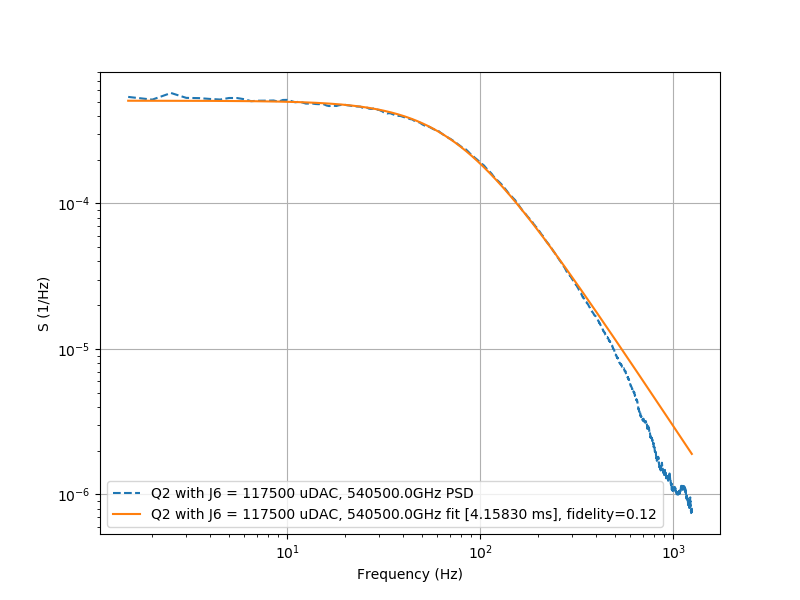 S (1/Hz)
10⁻⁴
10⁻⁵
10⁻⁶
Q2 with J6 = 117500 uDAC, 540500.0GHz PSD
Q2 with J6 = 117500 uDAC, 540500.0GHz fit [4.15830 ms], fidelity=0.12
10¹ 10² 10³
Frequency (Hz)